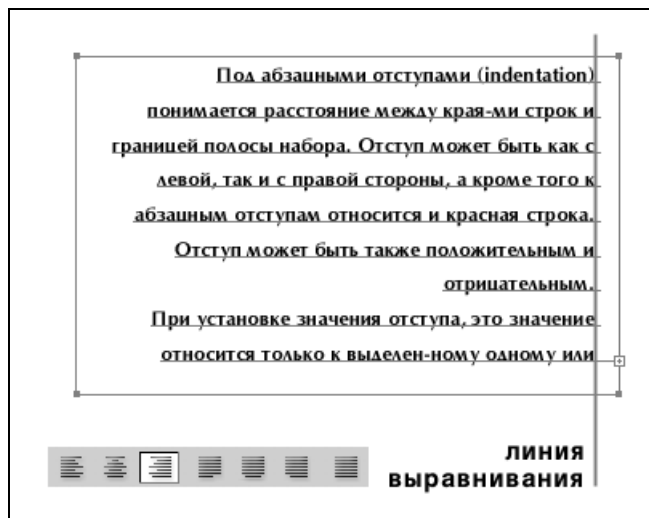 Под абзацными отступами (indentation)
понимается расстояние между края-ми строк и
границей полосы набора. Отступ может быть как с
левой, так и с правой стороны, а кроме того к
абзацным отступам относится и красная строка.
Отступ может быть также положительным и
отрицательным.
При установке значения отступа, это значение
относится только к выделен-ному одному или
линия
выравнивания